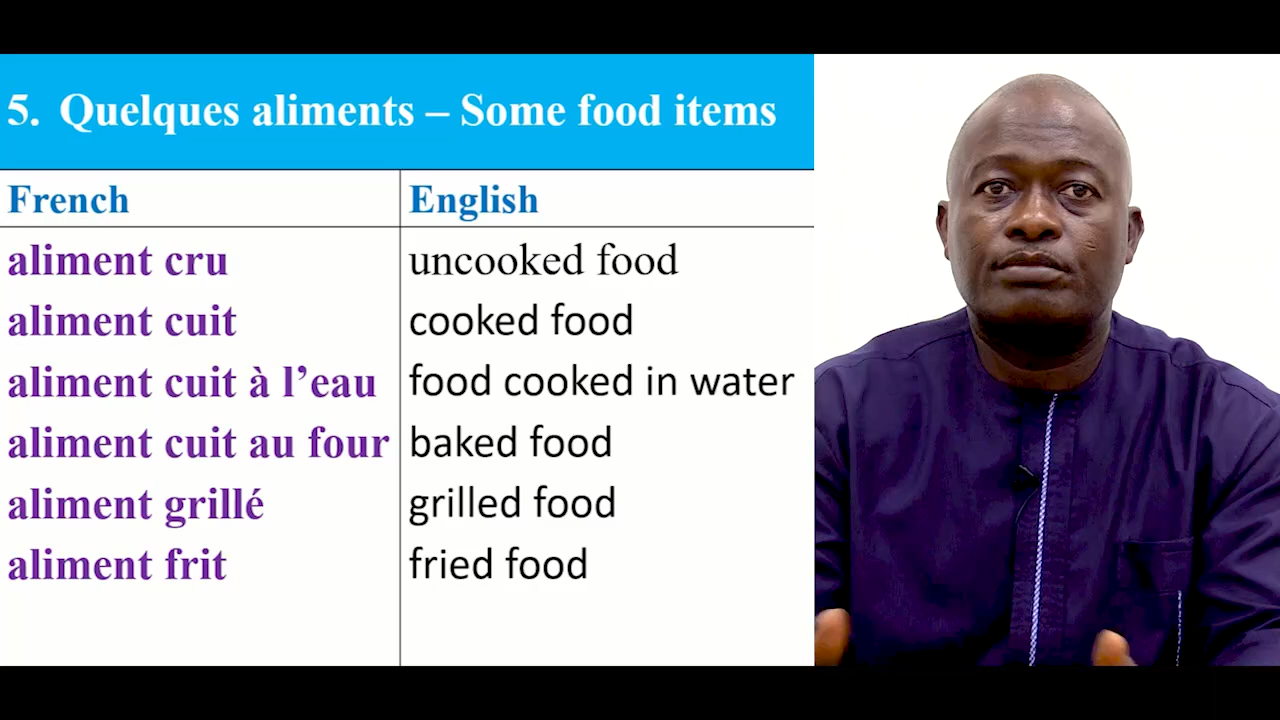 5. Quelques aliments – Some food items
French English
aliment cru uncooked food
aliment cuit cooked food
aliment cuit à l’eau food cooked in water
aliment cuit au four baked food
aliment grillé grilled food
aliment frit fried food